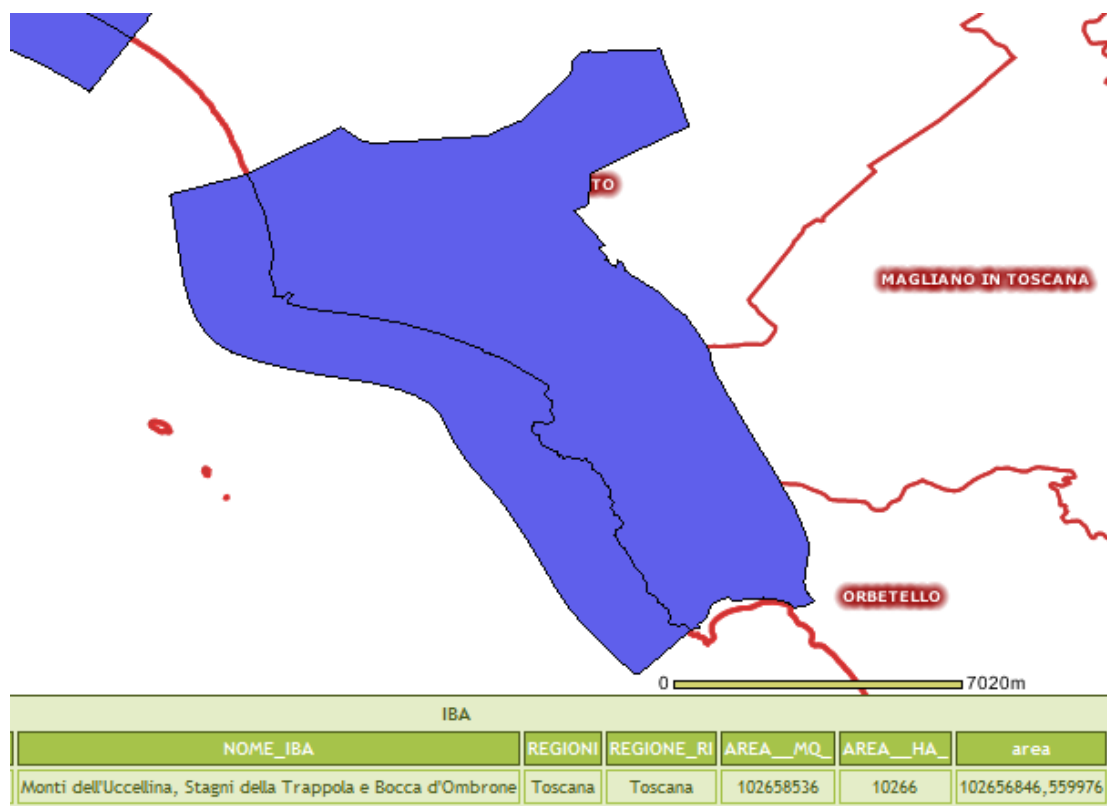 TO
MAGLIANO IN TOSCANA
ORBETELLO
0 7020m
IBA
NOME_IBA REGIONI REGIONE_RI AREA__MQ_ AREA__HA_ area
Monti dell'Uccellina, Stagni della Trappola e Bocca d'Ombrone Toscana Toscana 102658536 10266 102656846,559976